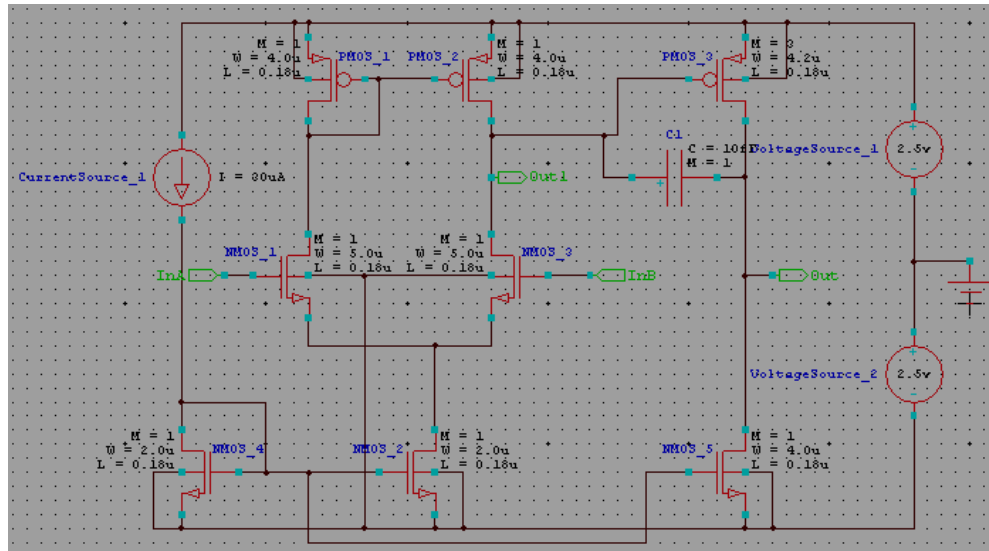 M = 1
W = 4.0u
L = 0.18u
PMOS_1
PMOS_2
M = 1
W = 4.0u
L = 0.18u
PMOS_3
M = 3
W = 4.2u
L = 0.18u
C1
M = 1
VoltageSource_1
2.5v
CurrentSource_1
I = 30uA
Out1
NMOS_1
M = 1
W = 5.0u
L = 0.18u
M = 1
W = 5.0u
L = 0.18u
NMOS_3
InA
InB
Out
VoltageSource_2
2.5v
M = 1
W = 2.0u
L = 0.18u
NMOS_4
NMOS_2
M = 1
W = 2.0u
L = 0.18u
NMOS_5
M = 1
W = 4.0u
L = 0.18u